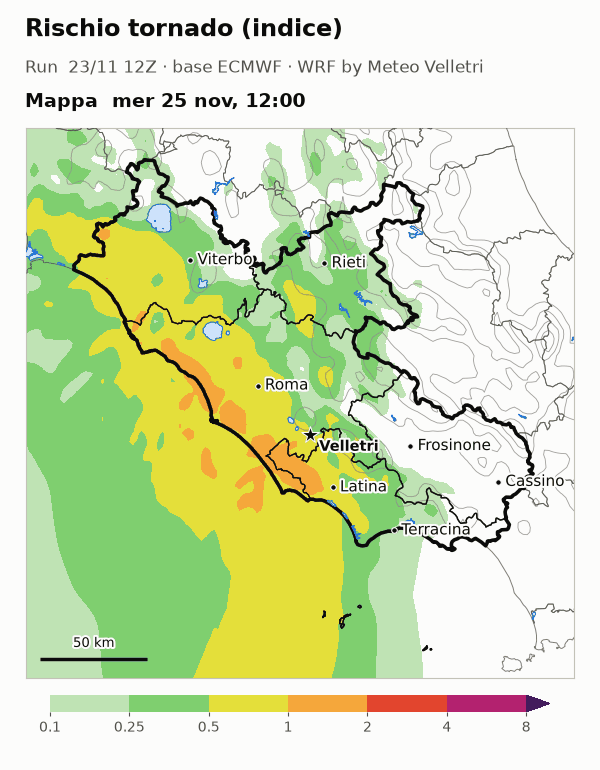 Rischio tornado (indice)
Run  23/11 12Z · base ECMWF · WRF by Meteo Velletri
Mappa  mer 25 nov, 12:00
Viterbo
Rieti
Roma
Velletri
Frosinone
Latina
Cassino
Terracina
50 km
0.1 0.25 0.5 1 2 4 8